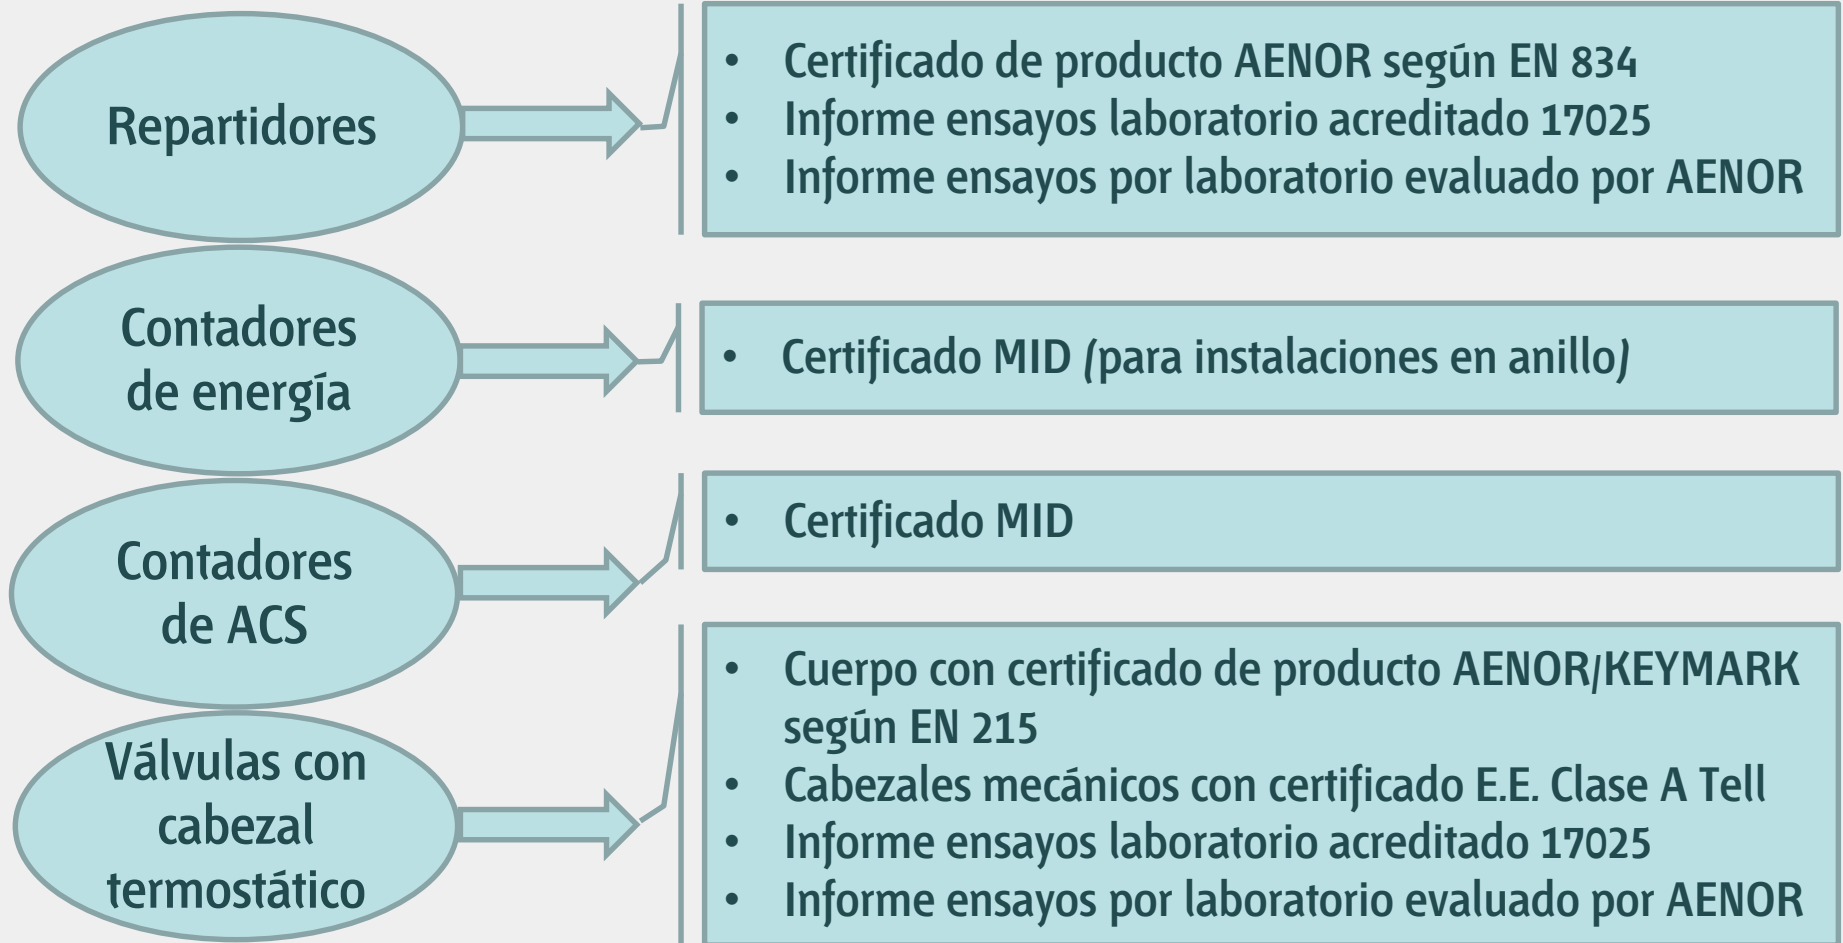 Repartidores
• Certificado de producto AENOR según EN 834
• Informe ensayos laboratorio acreditado 17025
• Informe ensayos por laboratorio evaluado por AENOR
Contadores
de energía
• Certificado MID (para instalaciones en anillo)
Contadores
de ACS
• Certificado MID
Válvulas con
cabezal
termostático
• Cuerpo con certificado de producto AENOR/KEYMARK
según EN 215
• Cabezales mecánicos con certificado E.E. Clase A Tell
• Informe ensayos laboratorio acreditado 17025
• Informe ensayos por laboratorio evaluado por AENOR